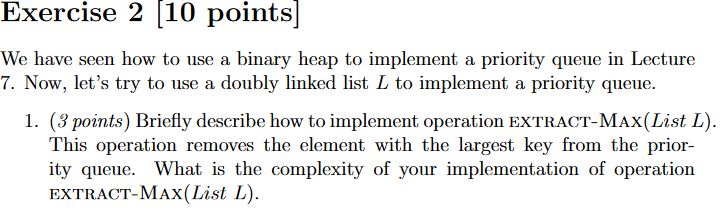 Exercise 2 [10 points]
We have seen how to use a binary heap to implement a priority queue in Lecture
7. Now, let's try to use a doubly linked list L to implement a priority queue.
1. (3 points) Briefly describe how to implement operation EXTRACT-MAX(List L).
This operation removes the element with the largest key from the prior-
ity queue. What is the complexity of your implementation of operation
EXTRACT-MAX(List L).